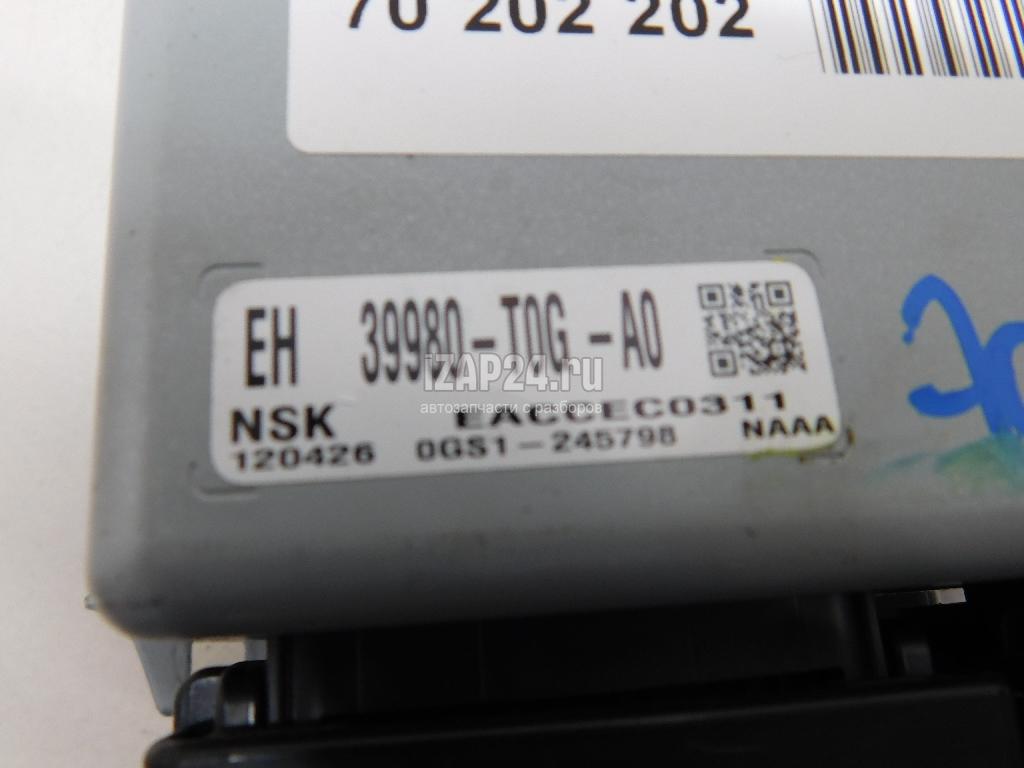 70 202 202
EH 39980-T0G-A0
iZAP24.ru
EACCEC0311
автозапчасти с разборов
NSK
NAAA
120426 0GS1-245798